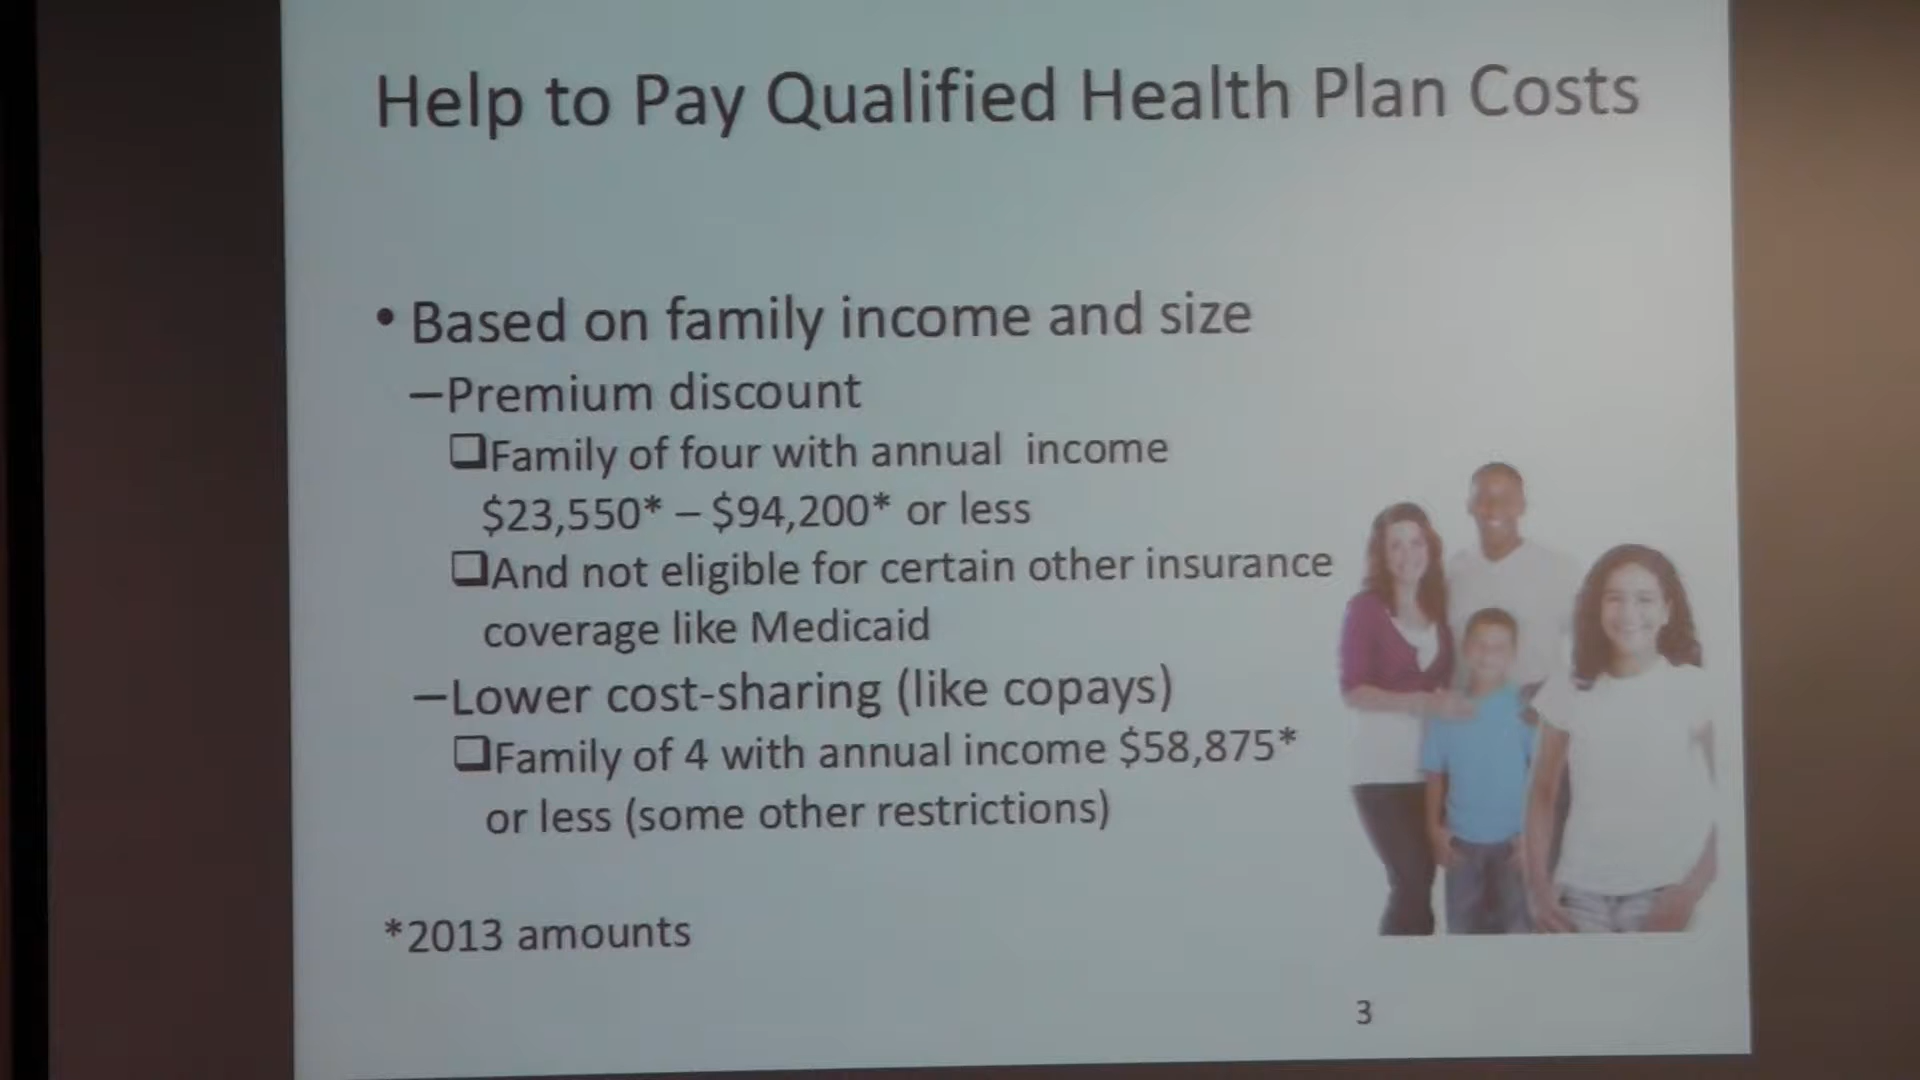 Help to Pay Qualified Health Plan Costs
• Based on family income and size
–Premium discount
❑Family of four with annual income
$23,550* – $94,200* or less
❑And not eligible for certain other insurance
coverage like Medicaid
–Lower cost-sharing (like copays)
❑Family of 4 with annual income $58,875*
or less (some other restrictions)
*2013 amounts
3